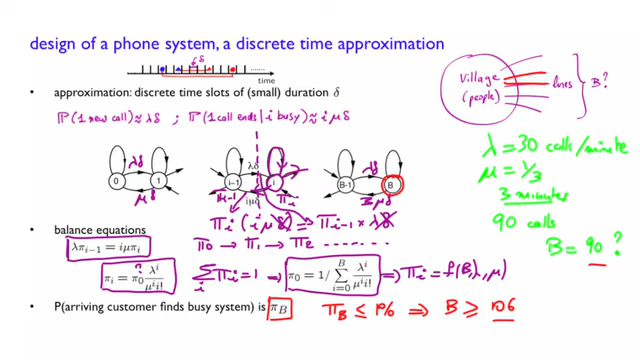 design of a phone system, a discrete time approximation
δ
time
Village
(people)
lines
B?
• approximation: discrete time slots of (small) duration δ
ℙ(1 new call) ≈ λδ ; ℙ(1 call ends | i busy) ≈ iμδ
λ = 30 calls/minute
μ = 1/3
3 minutes
90 calls
B = 90 ?
λδ λδ λδ
0 1 i-1 i B-1 B
μδ iμδ Bμδ
πi-1 πi
πi (iμδ) = πi-1 × λδ
• balance equations
π0 → π1 → π2 ........
λπi-1 = iμπi
πi = π0 λ^i / μ^i i! ?
∑i πi = 1 ⇒ π0 = 1/ ∑_{i=0}^{B} λ^i / μ^i i! ⇒ πi = f(B, λ, μ)
• P(arriving customer finds busy system) is πB
πB ≤ 1% ⇒ B ≥ 106